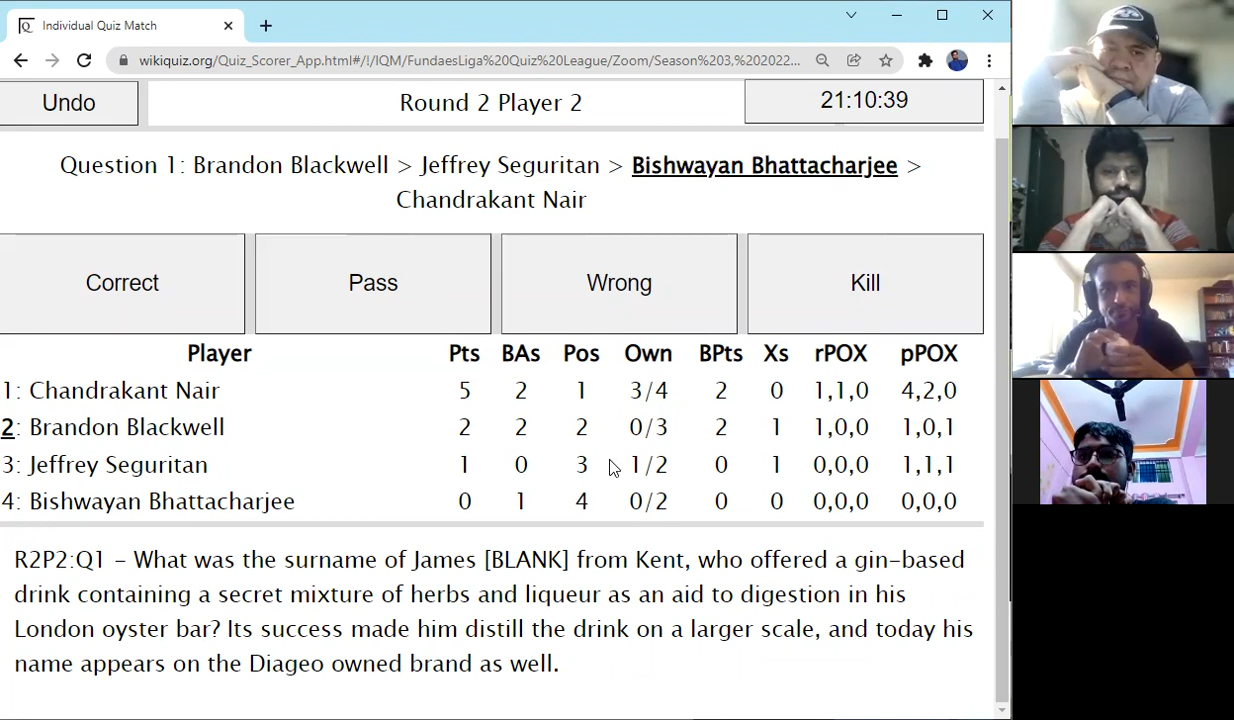 Individual Quiz Match
wikiquiz.org/Quiz_Scorer_App.html#/!/IQM/FundaesLiga%20Quiz%20League/Zoom/Season%203,%202022...
Undo
Round 2 Player 2
21:10:39
Question 1: Brandon Blackwell > Jeffrey Seguritan > Bishwayan Bhattacharjee >
Chandrakant Nair
Correct
Pass
Wrong
Kill
Player Pts BAs Pos Own BPts Xs rPOX pPOX
1: Chandrakant Nair 5 2 1 3/4 2 0 1,1,0 4,2,0
2: Brandon Blackwell 2 2 2 0/3 2 1 1,0,0 1,0,1
3: Jeffrey Seguritan 1 0 3 1/2 0 1 0,0,0 1,1,1
4: Bishwayan Bhattacharjee 0 1 4 0/2 0 0 0,0,0 0,0,0
R2P2:Q1 - What was the surname of James [BLANK] from Kent, who offered a gin-based
drink containing a secret mixture of herbs and liqueur as an aid to digestion in his
London oyster bar? Its success made him distill the drink on a larger scale, and today his
name appears on the Diageo owned brand as well.